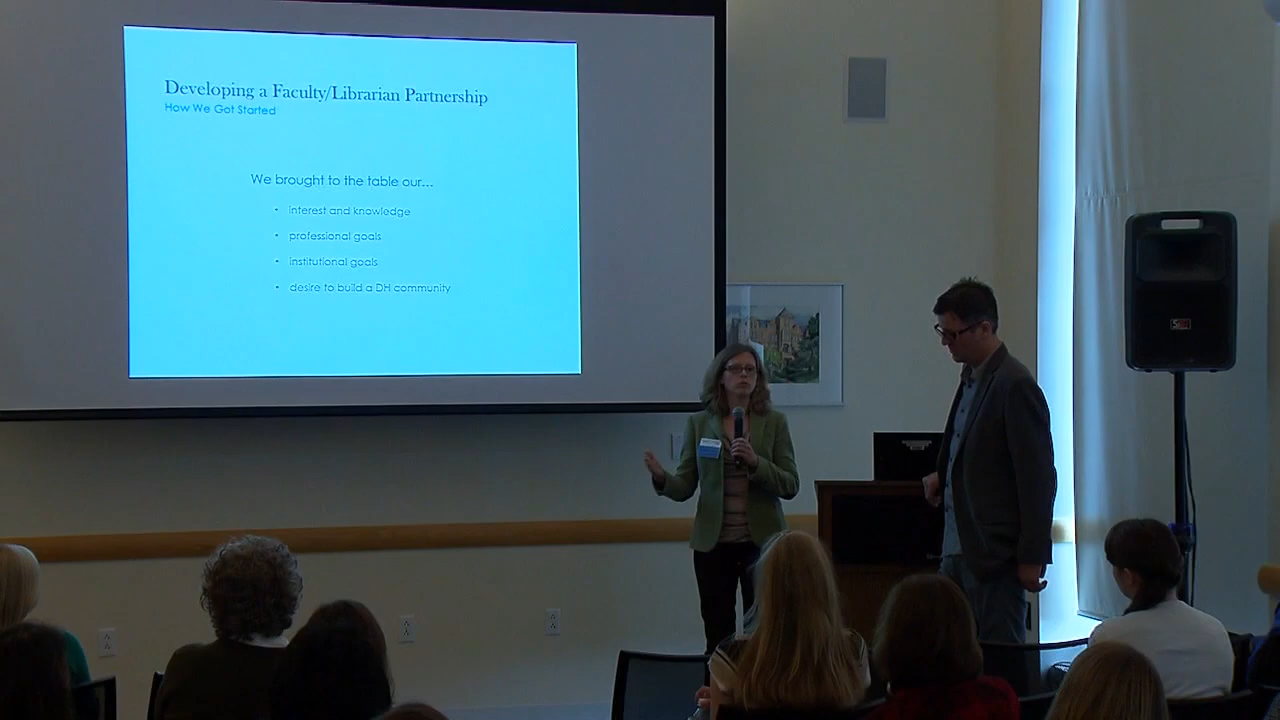 Developing a Faculty/Librarian Partnership
How We Got Started
We brought to the table our...
• interest and knowledge
• professional goals
• institutional goals
• desire to build a DH community